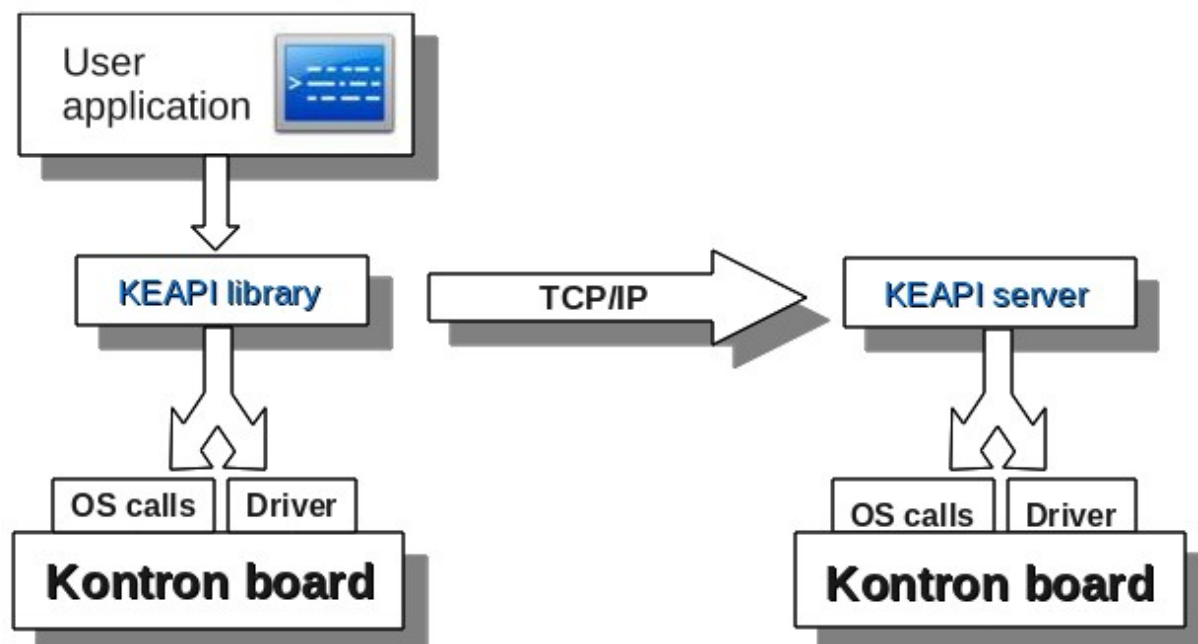 User
application
KEAPI library
TCP/IP
KEAPI server
OS calls
Driver
Kontron board
OS calls
Driver
Kontron board